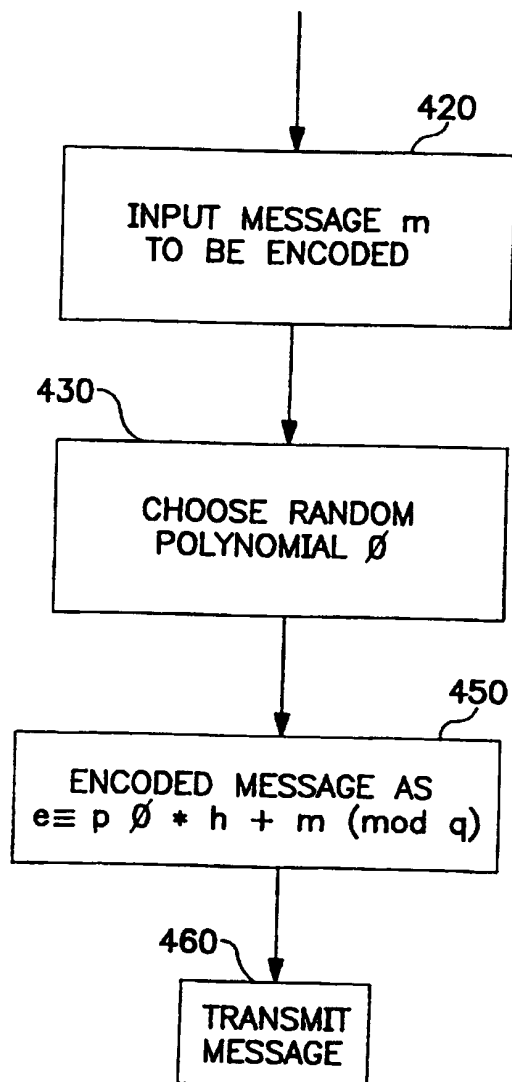 420
INPUT MESSAGE m
TO BE ENCODED
430
CHOOSE RANDOM
POLYNOMIAL Ø
450
ENCODED MESSAGE AS
e≡ p Ø * h + m (mod q)
460
TRANSMIT
MESSAGE